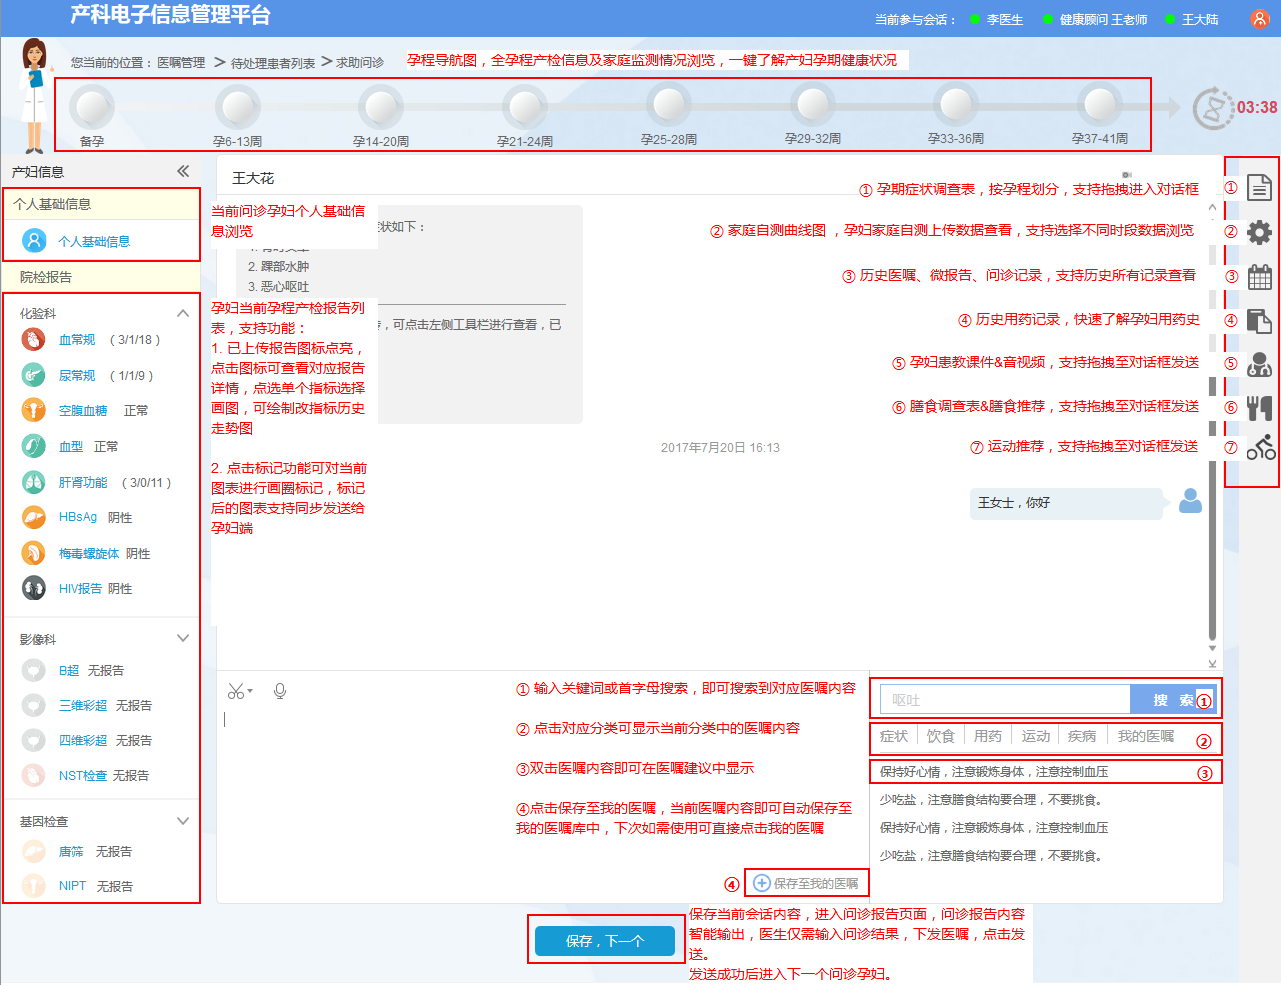 产科电子信息管理平台
当前参与会话： 李医生 健康顾问 王老师 王大陆
您当前的位置： 医嘱管理 > 待处理患者列表 > 求助问诊
孕程导航图，全孕程产检信息及家庭监测情况浏览，一键了解产妇孕期健康状况
备孕 孕6-13周 孕14-20周 孕21-24周 孕25-28周 孕29-32周 孕33-36周 孕37-41周
03:38
产妇信息
个人基础信息
个人基础信息
院检报告
化验科
血常规 （ 3/1/18 ）
尿常规 （ 1/1/9 ）
空腹血糖 正常
血型 正常
肝肾功能 （ 3/0/11 ）
HBsAg 阴性
梅毒螺旋体 阴性
HIV报告 阴性
影像科
B超 无报告
三维彩超 无报告
四维彩超 无报告
NST检查 无报告
基因检查
唐筛 无报告
NIPT 无报告
王大花
当前问诊孕妇个人基础信
息浏览
状如下：
2. 踝部水肿
3. 恶心呕吐
，可点击左侧工具栏进行查看，已
孕妇当前孕程产检报告列
表，支持功能：
1. 已上传报告图标点亮，
点击图标可查看对应报告
详情，点选单个指标选择
画图，可绘制改指标历史
走势图
2. 点击标记功能可对当前
图表进行画圈标记，标记
后的图表支持同步发送给
孕妇端
① 孕期症状调查表，按孕程划分，支持拖拽进入对话框 ①
② 家庭自测曲线图 ，孕妇家庭自测上传数据查看，支持选择不同时段数据浏览 ②
③ 历史医嘱、微报告、问诊记录，支持历史所有记录查看 ③
④ 历史用药记录，快速了解孕妇用药史 ④
⑤ 孕妇患教课件&音视频，支持拖拽至对话框发送 ⑤
⑥ 膳食调查表&膳食推荐，支持拖拽至对话框发送 ⑥
⑦ 运动推荐，支持拖拽至对话框发送 ⑦
2017年7月20日 16:13
王女士，你好
① 输入关键词或首字母搜索，即可搜索到对应医嘱内容
② 点击对应分类可显示当前分类中的医嘱内容
③双击医嘱内容即可在医嘱建议中显示
④点击保存至我的医嘱，当前医嘱内容即可自动保存至
我的医嘱库中，下次如需使用可直接点击我的医嘱
④ 保存至我的医嘱
呕吐 搜 索 ①
症状 饮食 用药 运动 疾病 我的医嘱 ②
保持好心情，注意锻炼身体，注意控制血压 ③
少吃盐，注意膳食结构要合理，不要挑食。
保持好心情，注意锻炼身体，注意控制血压
少吃盐，注意膳食结构要合理，不要挑食。
保存，下一个
保存当前会话内容，进入问诊报告页面，问诊报告内容
智能输出，医生仅需输入问诊结果，下发医嘱，点击发
送。
发送成功后进入下一个问诊孕妇。